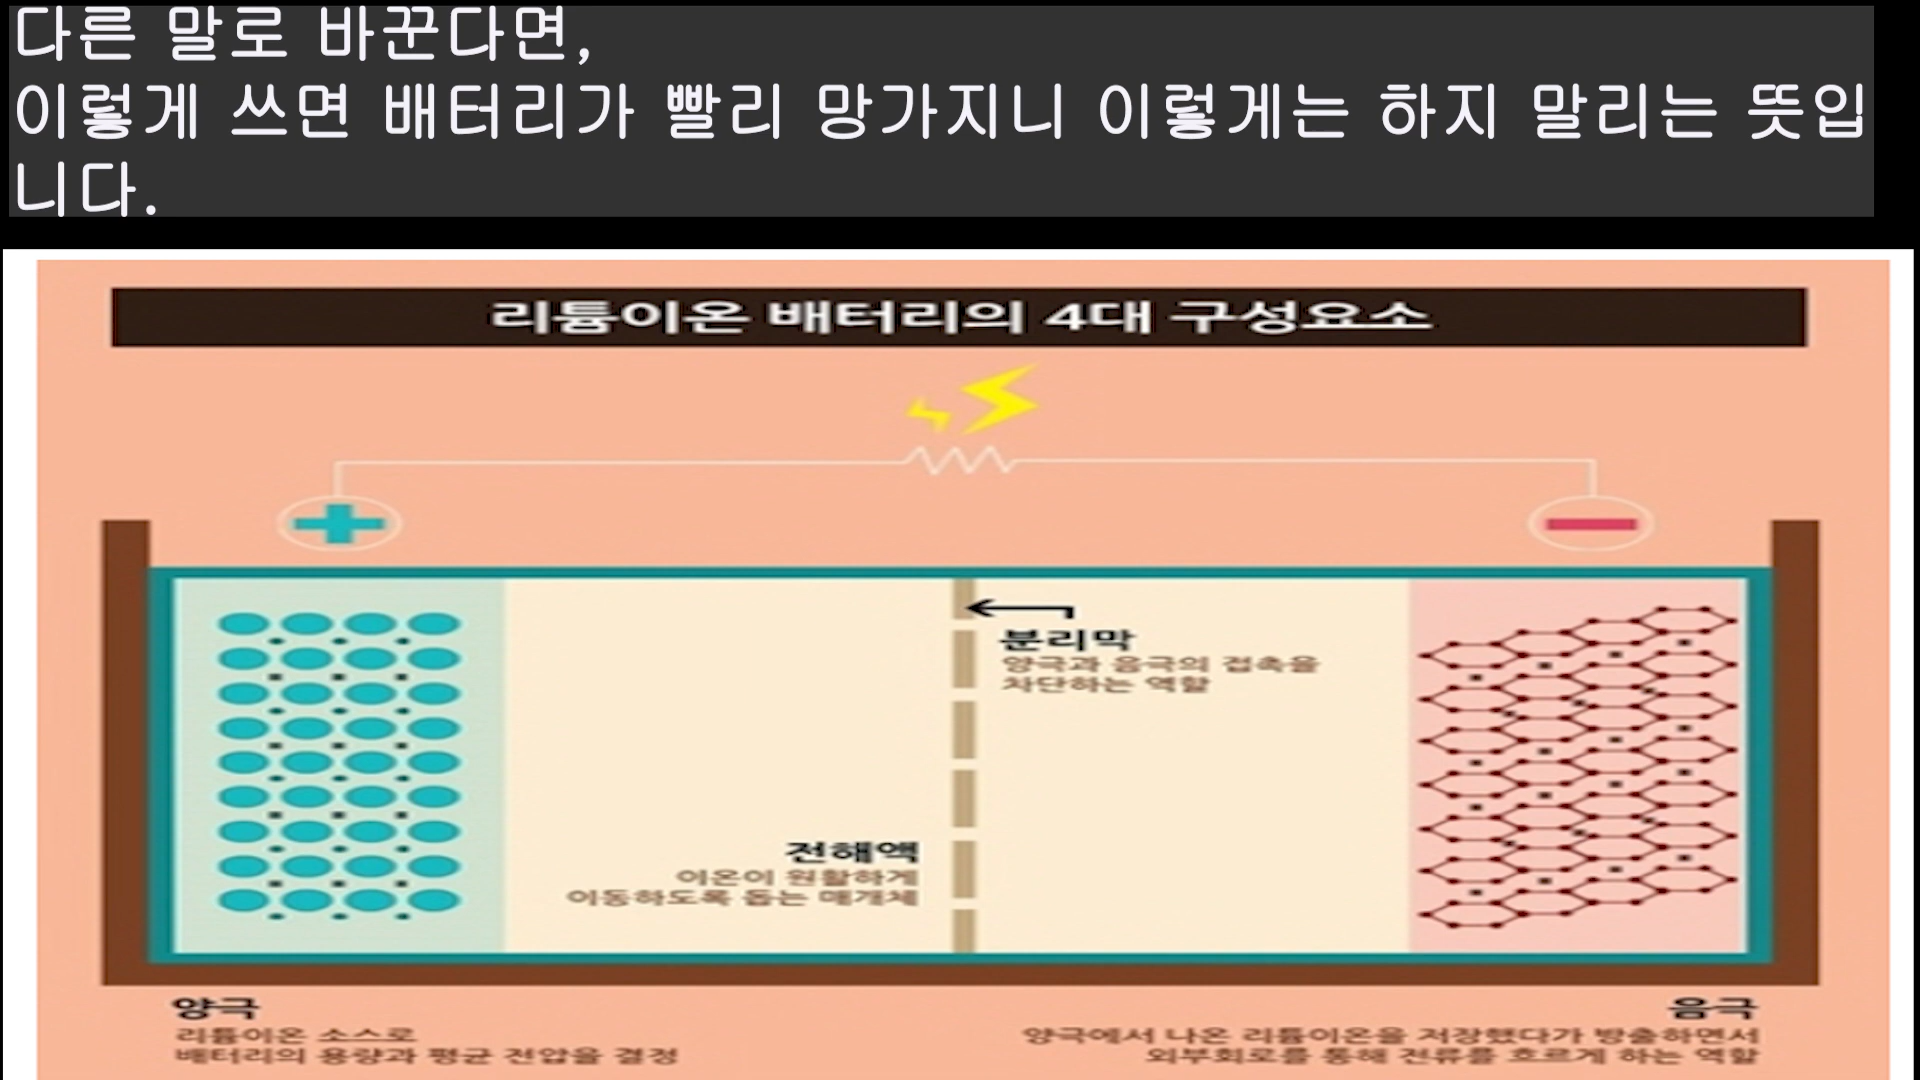 다른 말로 바꾼다면,
이렇게 쓰면 배터리가 빨리 망가지니 이렇게는 하지 말리는 뜻입
니다.
리튬이온 배터리의 4대 구성요소
분리막
양극과 음극의 접촉을
차단하는 역할
전해액
이온이 원활하게
이동하도록 돕는 매개체
양극
리튬이온 소스로
배터리의 용량과 평균 전압을 결정
음극
양극에서 나온 리튬이온을 저장했다가 방출하면서
외부회로를 통해 전류를 흐르게 하는 역할